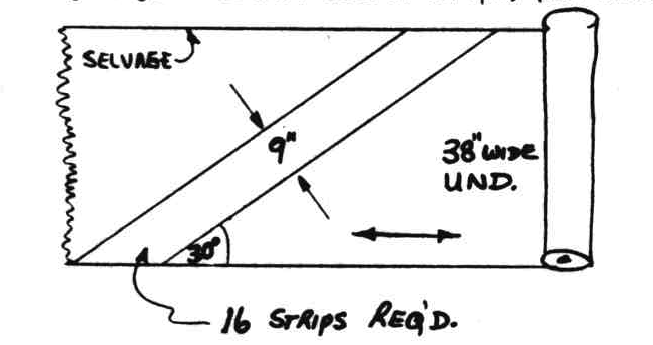 SELVAGE
9"
38" WIDE
UND.
30°
16 STRIPS REQ'D.